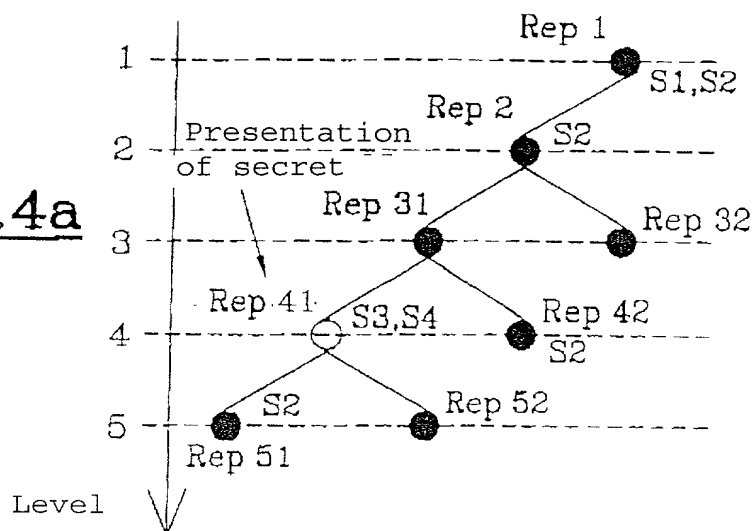 Rep 1
1
S1,S2
Rep 2
S2
Presentation
2
of secret
.4a
Rep 31
Rep 32
3
Rep 41
S3,S4
Rep 42
4
S2
S2
Rep 52
5
Rep 51
Level